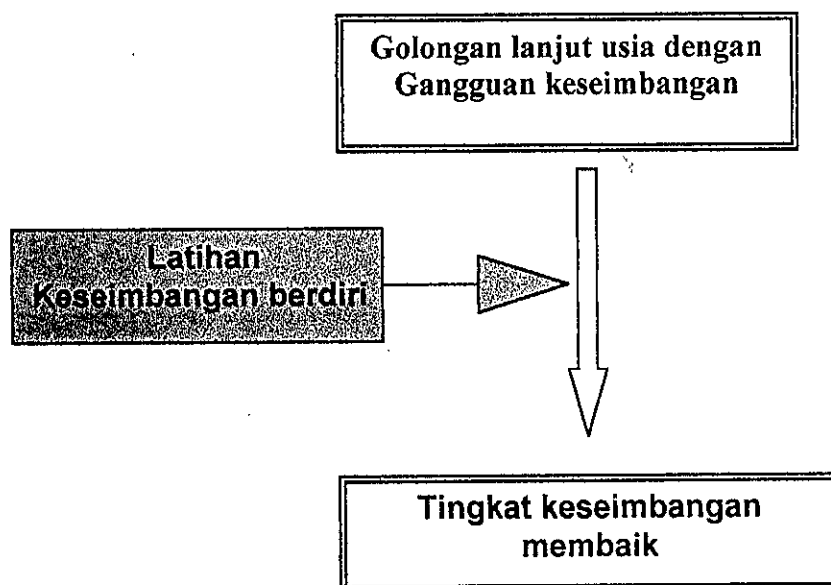 Golongan lanjut usia dengan
Gangguan keseimbangan
Latihan
Keseimbangan berdiri
Tingkat keseimbangan
membaik